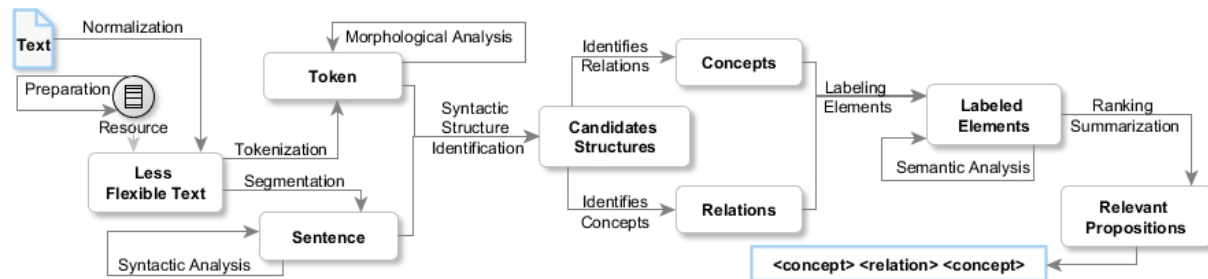 Text
Normalization
Preparation
Resource
Less
Flexible Text
Tokenization
Segmentation
Token
Morphological Analysis
Sentence
Syntactic Analysis
Syntactic
Structure
Identification
Candidates
Structures
Identifies
Relations
Identifies
Concepts
Concepts
Relations
Labeling
Elements
Labeled
Elements
Semantic Analysis
Ranking
Summarization
Relevant
Propositions
<concept> <relation> <concept>